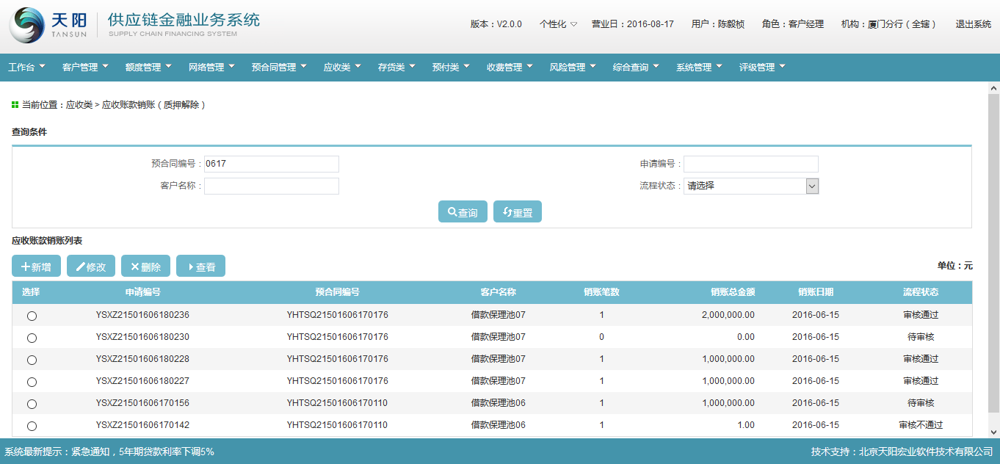 天阳 TANSUN 供应链金融业务系统 SUPPLY CHAIN FINANCING SYSTEM
版本：V2.0.0 个性化 营业日：2016-08-17 用户：陈毅桢 角色：客户经理 机构：厦门分行（全辖） 退出系统
工作台 客户管理 额度管理 网络管理 预合同管理 应收类 存货类 预付类 收费管理 风险管理 综合查询 系统管理 评级管理
当前位置：应收类 > 应收账款销账（质押解除）
查询条件
预合同编号：0617 申请编号：
客户名称： 流程状态：请选择
查询 重置
应收账款销账列表
新增 修改 删除 查看 单位：元
选择 申请编号 预合同编号 客户名称 销账笔数 销账总金额 销账日期 流程状态
YSXZ21501606180236 YHTSQ21501606170176 借款保理池07 1 2,000,000.00 2016-06-15 审核通过
YSXZ21501606180230 YHTSQ21501606170176 借款保理池07 0 0.00 2016-06-15 待审核
YSXZ21501606180228 YHTSQ21501606170176 借款保理池07 1 1,000,000.00 2016-06-15 审核通过
YSXZ21501606180227 YHTSQ21501606170176 借款保理池07 1 1,000,000.00 2016-06-15 审核通过
YSXZ21501606170156 YHTSQ21501606170110 借款保理池06 1 1,000,000.00 2016-06-15 待审核
YSXZ21501606170142 YHTSQ21501606170110 借款保理池06 1 1.00 2016-06-15 审核不通过
系统最新提示：紧急通知，5年期贷款利率下调5% 技术支持：北京天阳宏业软件技术有限公司